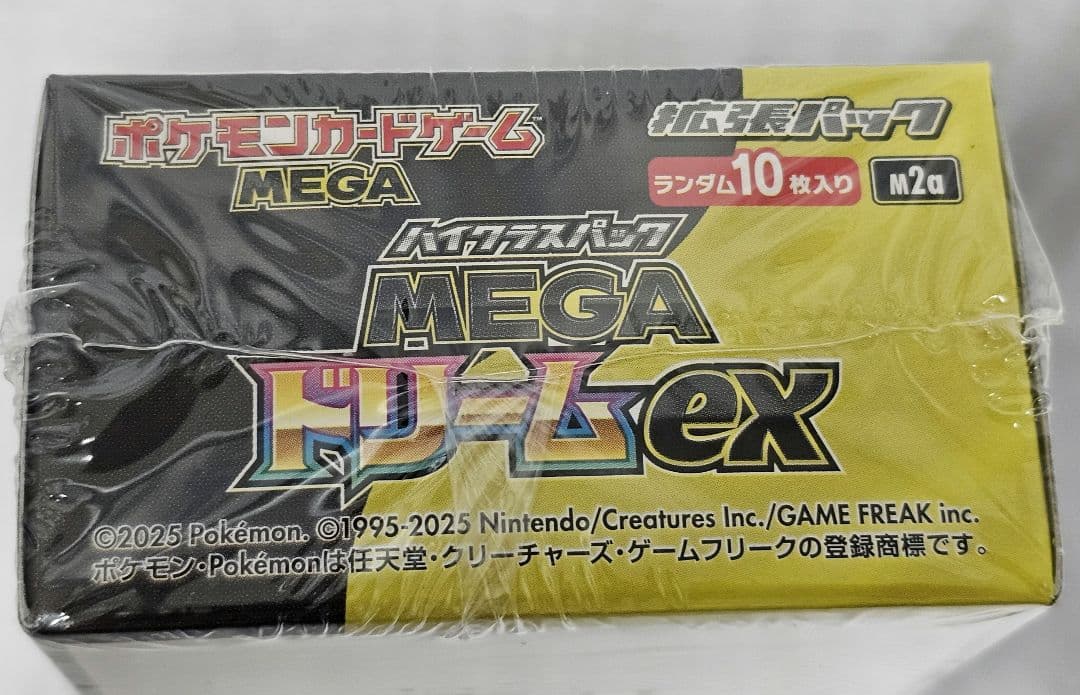 ポケモンカードゲーム™
MEGA
拡張パック
ランダム10枚入り
M2a
ハイクラスパック
MEGA
ドリームex
©2025 Pokémon. ©1995-2025 Nintendo/Creatures Inc./GAME FREAK inc.
ポケモン・Pokémonは任天堂・クリーチャーズ・ゲームフリークの登録商標です。